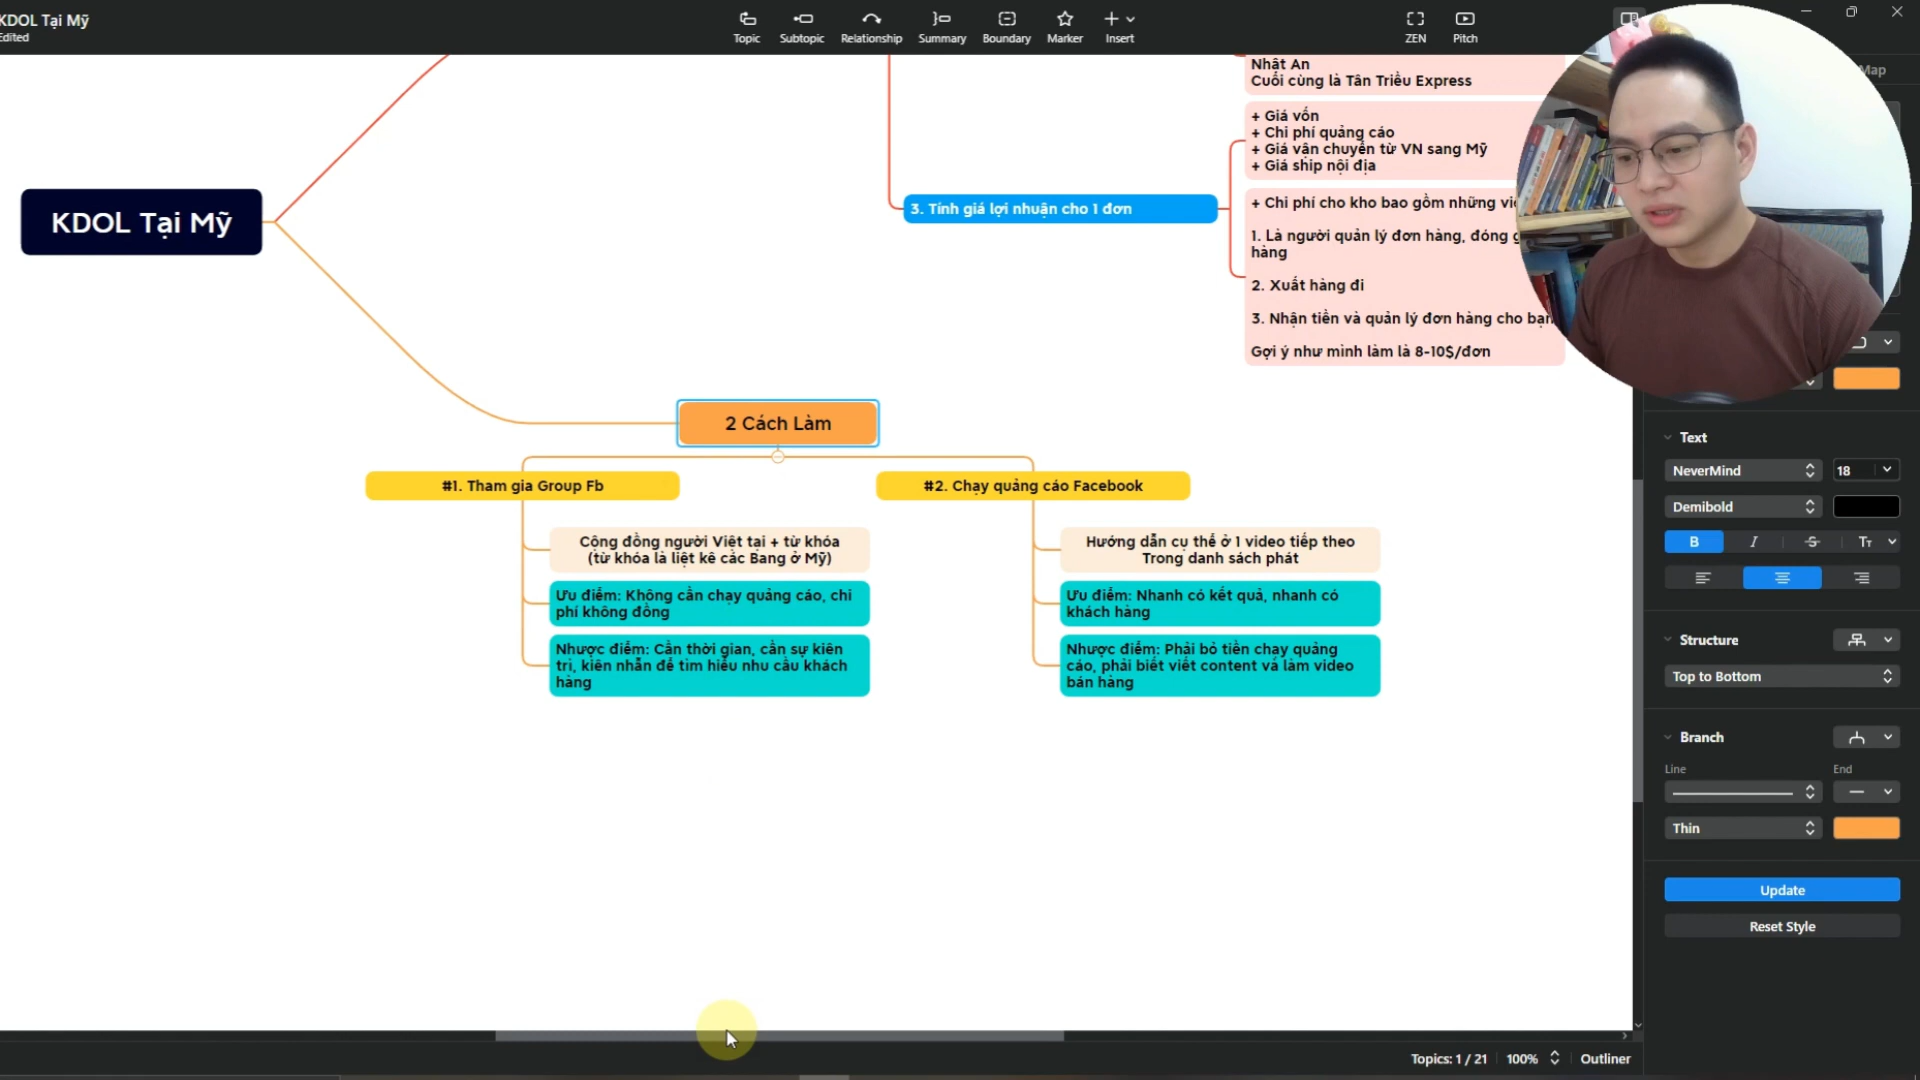 KDOL Tại Mỹ
Edited
Topic
Subtopic
Relationship
Summary
Boundary
Marker
Insert
ZEN
Pitch
Map
Nhật An
Cuối cùng là Tân Triều Express
+ Giá vốn
+ Chi phí quảng cáo
+ Giá vận chuyển từ VN sang Mỹ
+ Giá ship nội địa
KDOL Tại Mỹ
3. Tính giá lợi nhuận cho 1 đơn
+ Chi phí cho kho bao gồm những
1. Là người quản lý đơn hàng, đóng
hàng
2. Xuất hàng đi
3. Nhận tiền và quản lý đơn hàng cho bạn
Gợi ý như mình làm là 8-10$/đơn
2 Cách Làm
#1. Tham gia Group Fb
#2. Chạy quảng cáo Facebook
Cộng đồng người Việt tại + từ khóa
(từ khóa là liệt kê các Bang ở Mỹ)
Ưu điểm: Không cần chạy quảng cáo, chi
phí không đồng
Nhược điểm: Cần thời gian, cần sự kiên
trì, kiên nhẫn để tìm hiểu nhu cầu khách
hàng
Hướng dẫn cụ thể ở 1 video tiếp theo
Trong danh sách phát
Ưu điểm: Nhanh có kết quả, nhanh có
khách hàng
Nhược điểm: Phải bỏ tiền chạy quảng
cáo, phải biết viết content và làm video
bán hàng
Text
NeverMind
18
Demibold
B
I
S
Tт
Structure
Top to Bottom
Branch
Line
End
Thin
Update
Reset Style
Topics: 1 / 21
100%
Outliner